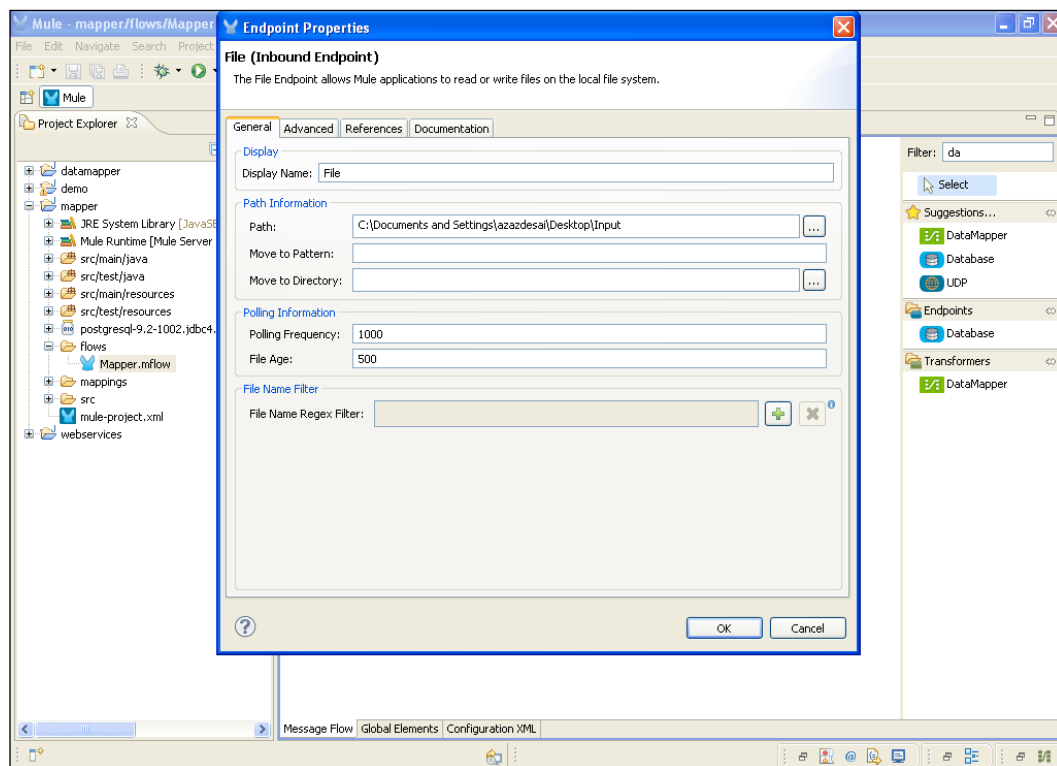 Mule - mapper/flows/Mapper
File Edit Navigate Search Project
Mule
Project Explorer
datamapper
demo
mapper
JRE System Library [JavaSE
Mule Runtime [Mule Server
src/main/java
src/test/java
src/main/resources
src/test/resources
postgresql-9.2-1002.jdbc4.
flows
Mapper.mflow
mappings
src
mule-project.xml
webservices
Endpoint Properties
File (Inbound Endpoint)
The File Endpoint allows Mule applications to read or write files on the local file system.
General Advanced References Documentation
Display
Display Name: File
Path Information
Path: C:\Documents and Settings\azazdesai\Desktop\Input ...
Move to Pattern:
Move to Directory: ...
Polling Information
Polling Frequency: 1000
File Age: 500
File Name Filter
File Name Regex Filter:
OK Cancel
Filter: da
Select
Suggestions...
DataMapper
Database
UDP
Endpoints
Database
Transformers
DataMapper
Message Flow Global Elements Configuration XML